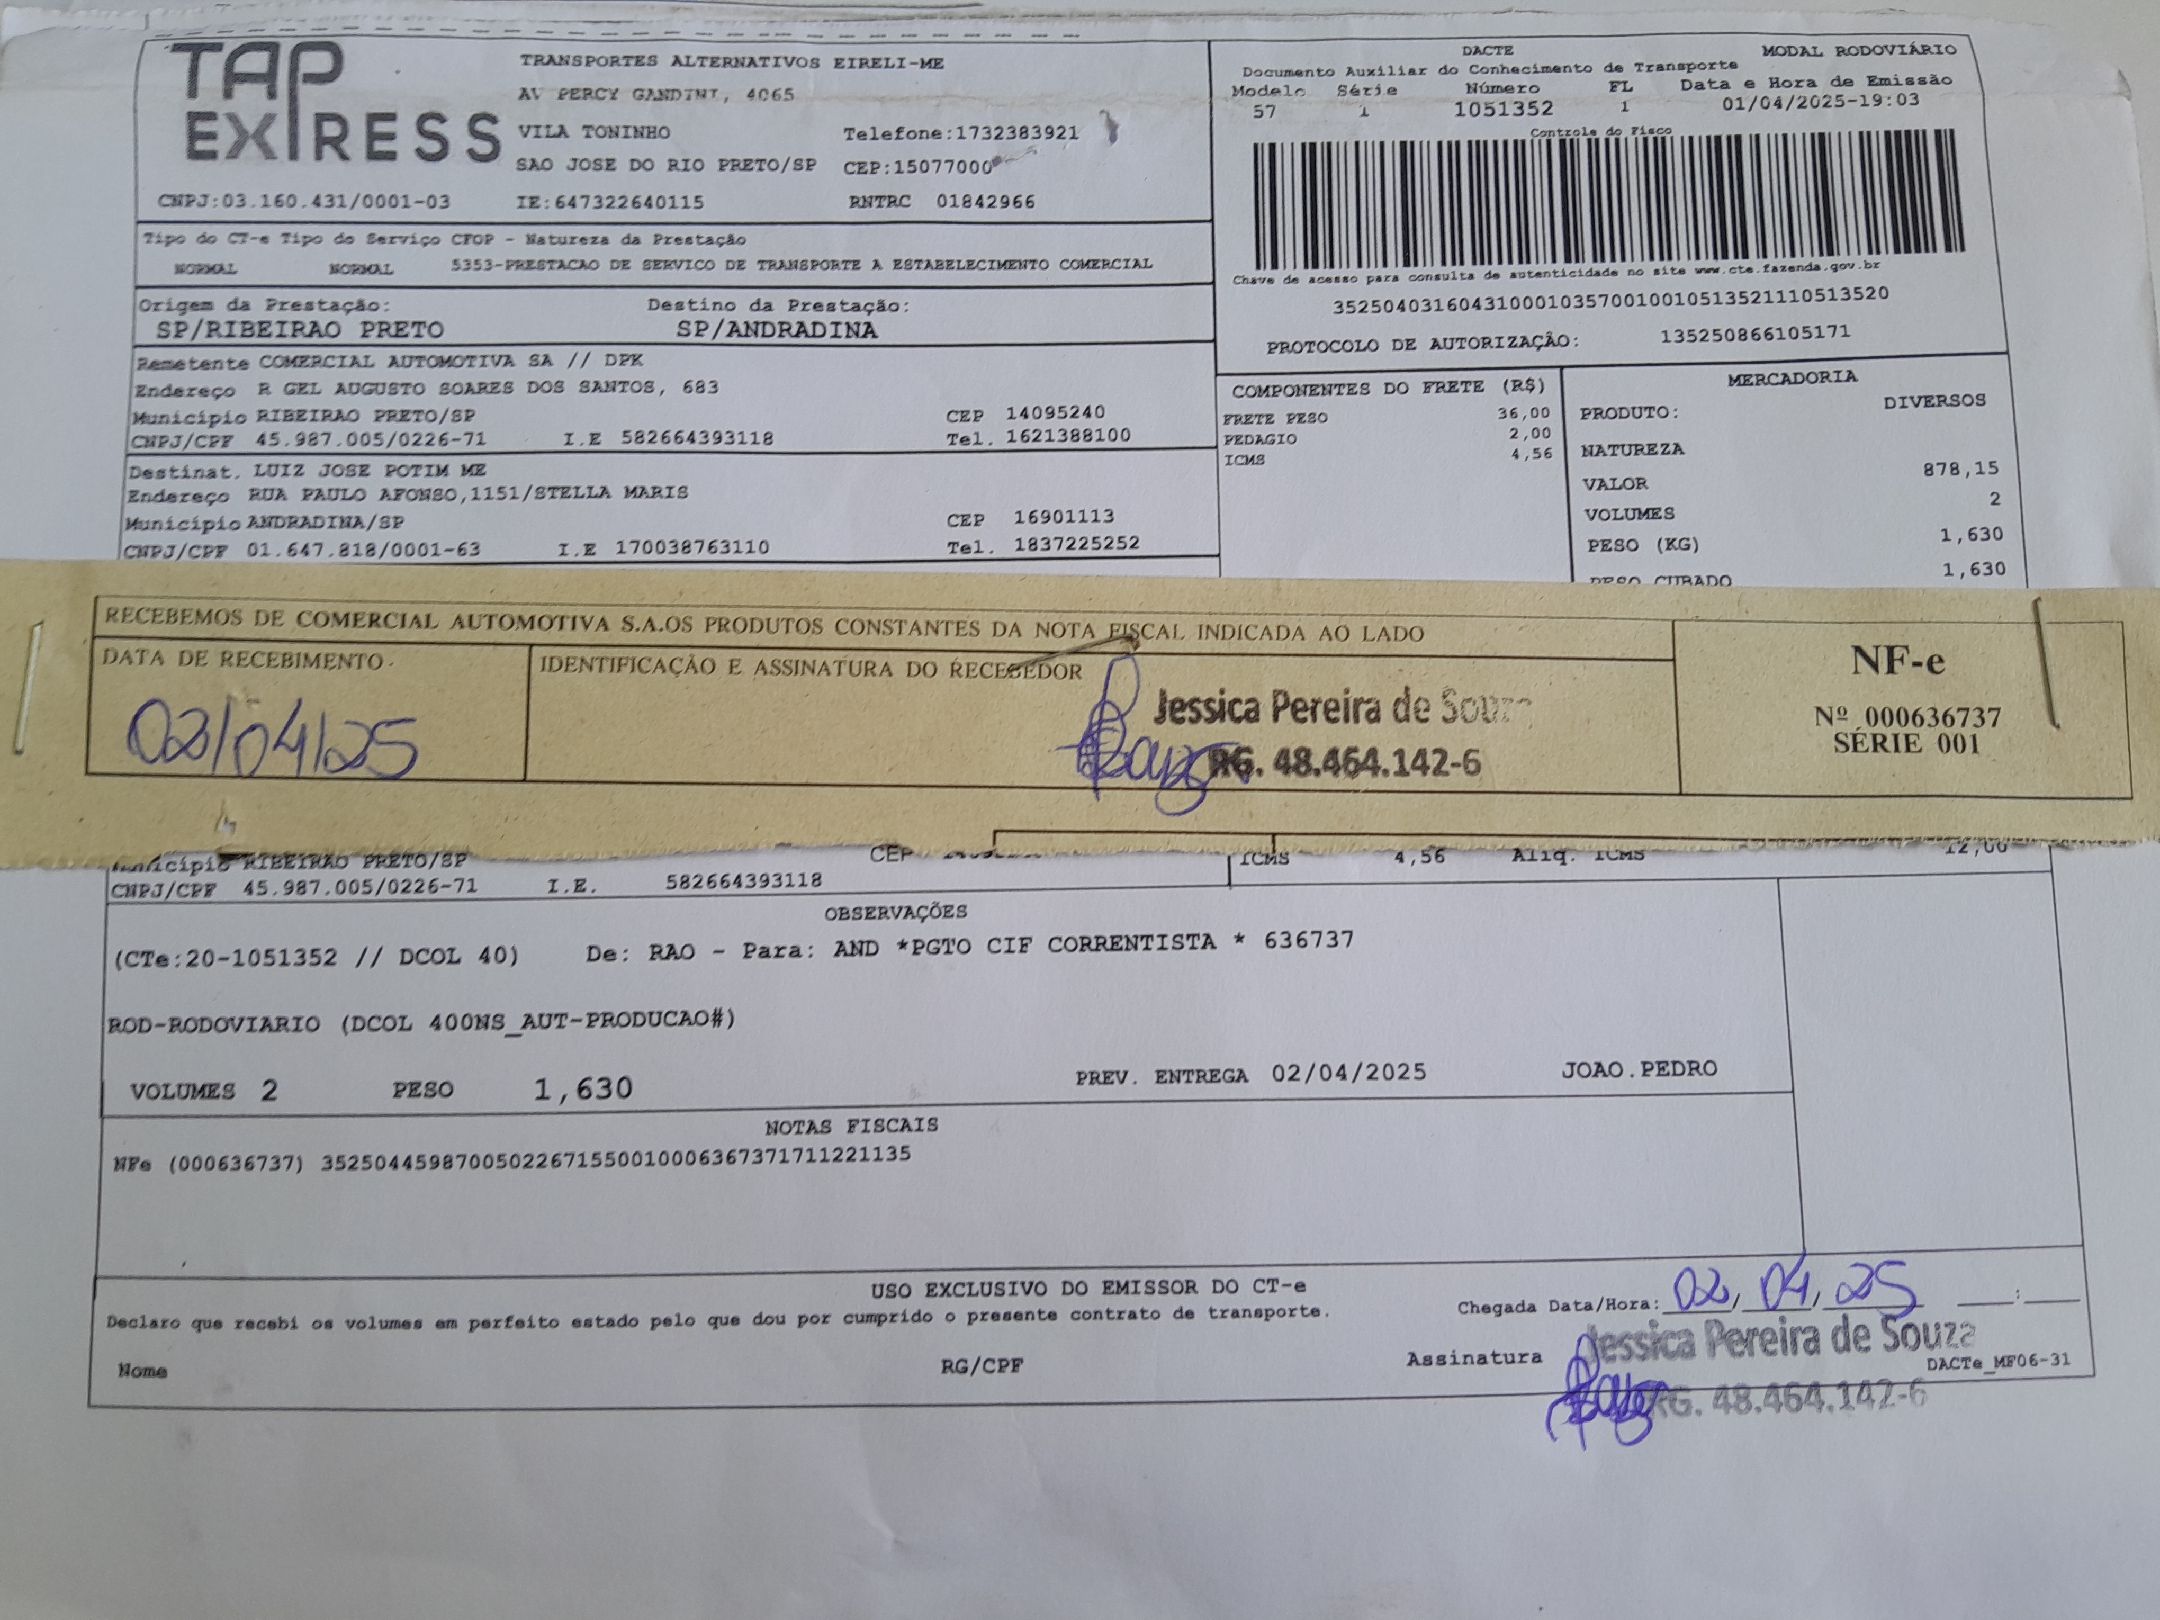 TAP EXPRESS
TRANSPORTES ALTERNATIVOS EIRELI-ME
AV PERCY GANDINI, 4065
VILA TONINHO Telefone:1732383921
SAO JOSE DO RIO PRETO/SP CEP:15077000
CNPJ:03.160.431/0001-03 IE:647322640115 RNTRC 01842966
DACTE MODAL RODOVIÁRIO
Documento Auxiliar do Conhecimento de Transporte
Modelo Série Número FL Data e Hora de Emissão
57 1 1051352 1 01/04/2025-19:03
Controle do Fisco
Chave de acesso para consulta de autenticidade no site www.cte.fazenda.gov.br
35250403160431000103570010010513521110513520
PROTOCOLO DE AUTORIZAÇÃO: 135250866105171
Tipo do CT-e Tipo do Serviço CFOP - Natureza da Prestação
NORMAL NORMAL 5353-PRESTACAO DE SERVICO DE TRANSPORTE A ESTABELECIMENTO COMERCIAL
Origem da Prestação: Destino da Prestação:
SP/RIBEIRAO PRETO SP/ANDRADINA
Remetente COMERCIAL AUTOMOTIVA SA // DPK
Endereço R GEL AUGUSTO SOARES DOS SANTOS, 683
Município RIBEIRAO PRETO/SP CEP 14095240
CNPJ/CPF 45.987.005/0226-71 I.E 582664393118 Tel. 1621388100
Destinat. LUIZ JOSE POTIM ME
Endereço RUA PAULO AFONSO,1151/STELLA MARIS
Município ANDRADINA/SP CEP 16901113
CNPJ/CPF 01.647.818/0001-63 I.E 170038763110 Tel. 1837225252
COMPONENTES DO FRETE (R$)
FRETE PESO 36,00
PEDAGIO 2,00
ICMS 4,56
MERCADORIA
PRODUTO: DIVERSOS
NATUREZA
VALOR 878,15
VOLUMES 2
PESO (KG) 1,630
PESO CUBADO 1,630
RECEBEMOS DE COMERCIAL AUTOMOTIVA S.A.OS PRODUTOS CONSTANTES DA NOTA FISCAL INDICADA AO LADO
DATA DE RECEBIMENTO
02/04/25
IDENTIFICAÇÃO E ASSINATURA DO RECEBEDOR
Jessica Pereira de Souza
RG. 48.464.142-6
NF-e
Nº 000636737
SÉRIE 001
Município RIBEIRAO PRETO/SP CEP
CNPJ/CPF 45.987.005/0226-71 I.E. 582664393118
ICMS 4,56 Aliq. ICMS 12,00
OBSERVAÇÕES
(CTe:20-1051352 // DCOL 40) De: RAO - Para: AND *PGTO CIF CORRENTISTA * 636737
ROD-RODOVIARIO (DCOL 400NS_AUT-PRODUCAO#)
VOLUMES 2 PESO 1,630 PREV. ENTREGA 02/04/2025 JOAO.PEDRO
NOTAS FISCAIS
NFe (000636737) 35250445987005022671550010006367371711221135
USO EXCLUSIVO DO EMISSOR DO CT-e
Declaro que recebi os volumes em perfeito estado pelo que dou por cumprido o presente contrato de transporte.
Chegada Data/Hora: 02/04/25 ___:___
Nome RG/CPF Assinatura
Jessica Pereira de Souza
DACTe_MF06-31
RG. 48.464.142-6